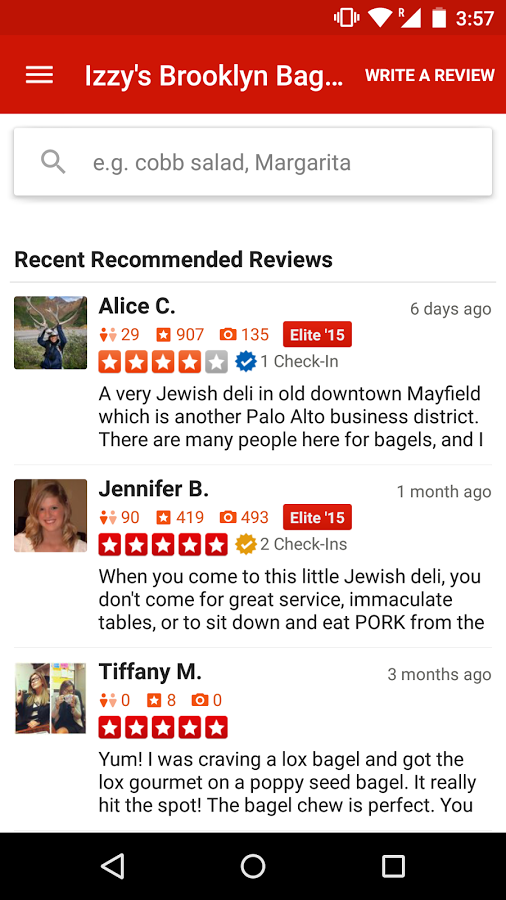 R 3:57
Izzy's Brooklyn Bag... WRITE A REVIEW
e.g. cobb salad, Margarita
Recent Recommended Reviews
Alice C. 6 days ago
29 907 135 Elite '15
1 Check-In
A very Jewish deli in old downtown Mayfield
which is another Palo Alto business district.
There are many people here for bagels, and I
Jennifer B. 1 month ago
90 419 493 Elite '15
2 Check-Ins
When you come to this little Jewish deli, you
don't come for great service, immaculate
tables, or to sit down and eat PORK from the
Tiffany M. 3 months ago
0 8 0
Yum! I was craving a lox bagel and got the
lox gourmet on a poppy seed bagel. It really
hit the spot! The bagel chew is perfect. You